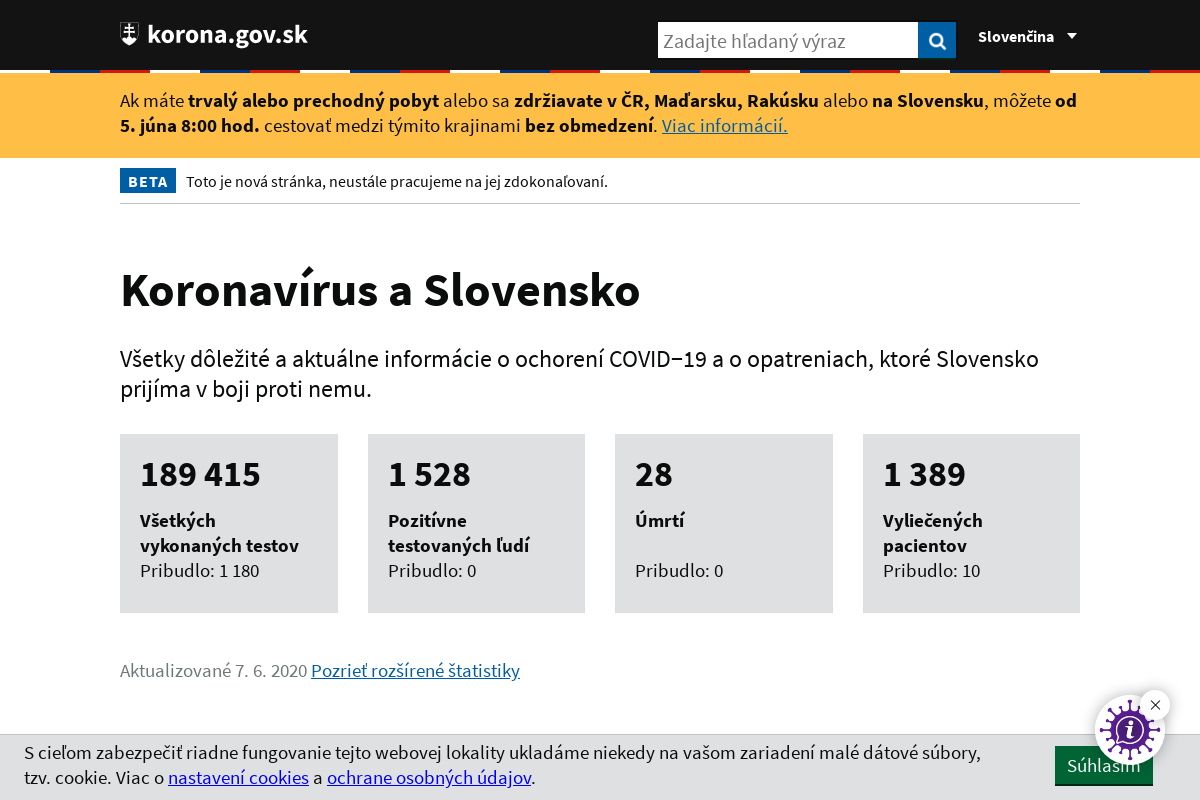 korona.gov.sk
Zadajte hľadaný výraz
Slovenčina
Ak máte trvalý alebo prechodný pobyt alebo sa zdržiavate v ČR, Maďarsku, Rakúsku alebo na Slovensku, môžete od
5. júna 8:00 hod. cestovať medzi týmito krajinami bez obmedzení. Viac informácií.
BETA Toto je nová stránka, neustále pracujeme na jej zdokonaľovaní.
Koronavírus a Slovensko
Všetky dôležité a aktuálne informácie o ochorení COVID–19 a o opatreniach, ktoré Slovensko
prijíma v boji proti nemu.
189 415
Všetkých
vykonaných testov
Pribudlo: 1 180
1 528
Pozitívne
testovaných ľudí
Pribudlo: 0
28
Úmrtí
Pribudlo: 0
1 389
Vyliečených
pacientov
Pribudlo: 10
Aktualizované 7. 6. 2020 Pozrieť rozšírené štatistiky
S cieľom zabezpečiť riadne fungovanie tejto webovej lokality ukladáme niekedy na vašom zariadení malé dátové súbory,
tzv. cookie. Viac o nastavení cookies a ochrane osobných údajov.
Súhlasím